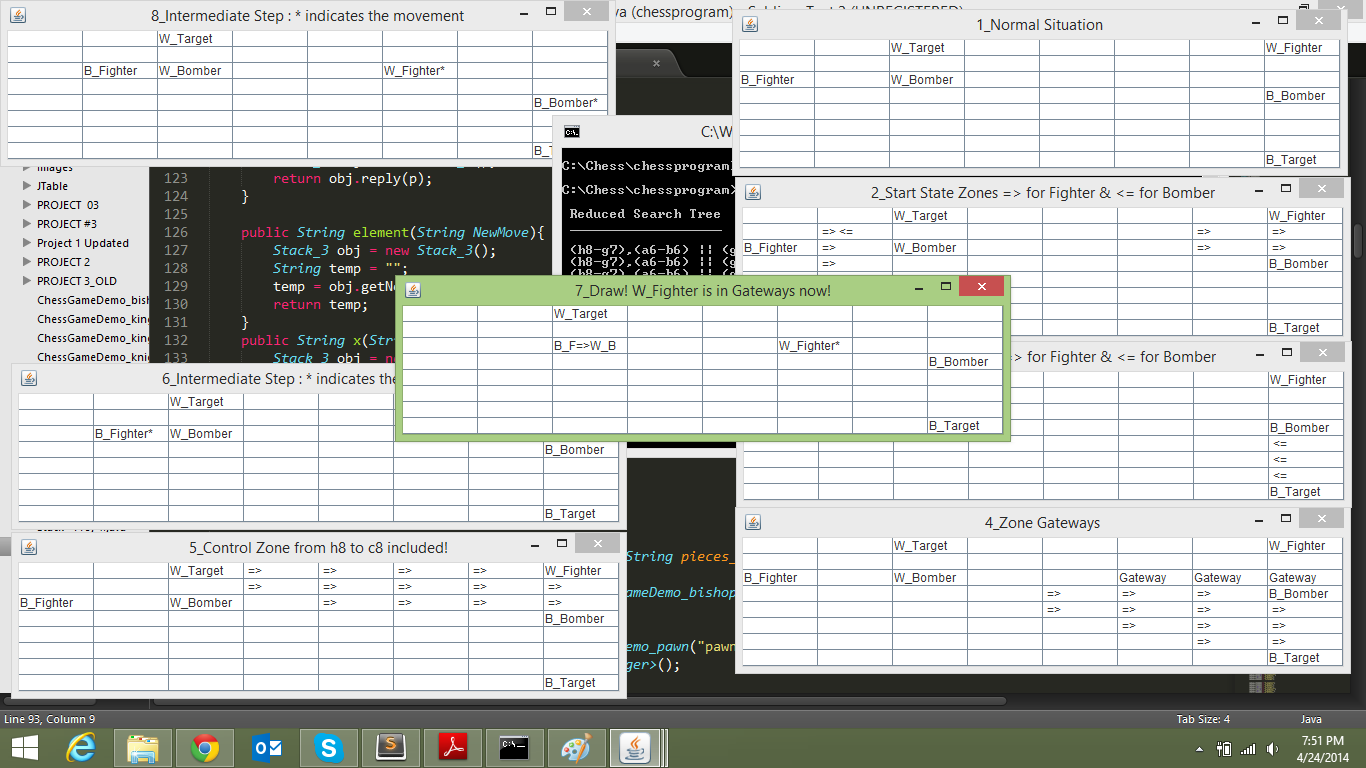 8_Intermediate Step : * indicates the movement
W_Target
B_Fighter W_Bomber W_Fighter*
B_Bomber*
va (chessprogram) -
1_Normal Situation
W_Target W_Fighter
B_Fighter W_Bomber
B_Bomber
B_Target
2_Start State Zones => for Fighter & <= for Bomber
W_Target W_Fighter
=> <= => =>
B_Fighter => W_Bomber => =>
=> B_Bomber
B_Target
=> for Fighter & <= for Bomber
W_Fighter
B_Bomber
<=
<=
<=
B_Target
4_Zone Gateways
W_Target W_Fighter
B_Fighter W_Bomber Gateway Gateway Gateway
=> => => B_Bomber
=> => => =>
=> => =>
=> =>
B_Target
C:\W
C:\Chess\chessprogram>
C:\Chess\chessprogram>
Reduced Search Tree
(h8-g7),(a6-b6) || (g
(h8-g7),(a6-b6) || (g
(h8-g7),(a6-b6) || (g
7_Draw! W_Fighter is in Gateways now!
W_Target
B_F=>W_B W_Fighter*
B_Bomber
B_Target
Images
JTable
PROJECT 03
PROJECT #3
Project 1 Updated
PROJECT 2
PROJECT 3_OLD
ChessGameDemo_bish
ChessGameDemo_king
ChessGameDemo_king
ChessGameDemo_knig
123 return obj.reply(p);
124 }
125
126 public String element(String NewMove){
127 Stack_3 obj = new Stack_3();
128 String temp = "";
129 temp = obj.getNe
130 return temp;
131 }
132 public String x(Str
133 Stack_3 obj = ne
6_Intermediate Step : * indicates the
W_Target
B_Fighter* W_Bomber
B_Bomber
B_Target
5_Control Zone from h8 to c8 included!
W_Target => => => => W_Fighter
=> => => => =>
B_Fighter W_Bomber => => => =>
B_Bomber
B_Target
String pieces_
ameDemo_bishop
emo_pawn("pawn
ger>();
Line 93, Column 9
Tab Size: 4
Java
7:51 PM
4/24/2014